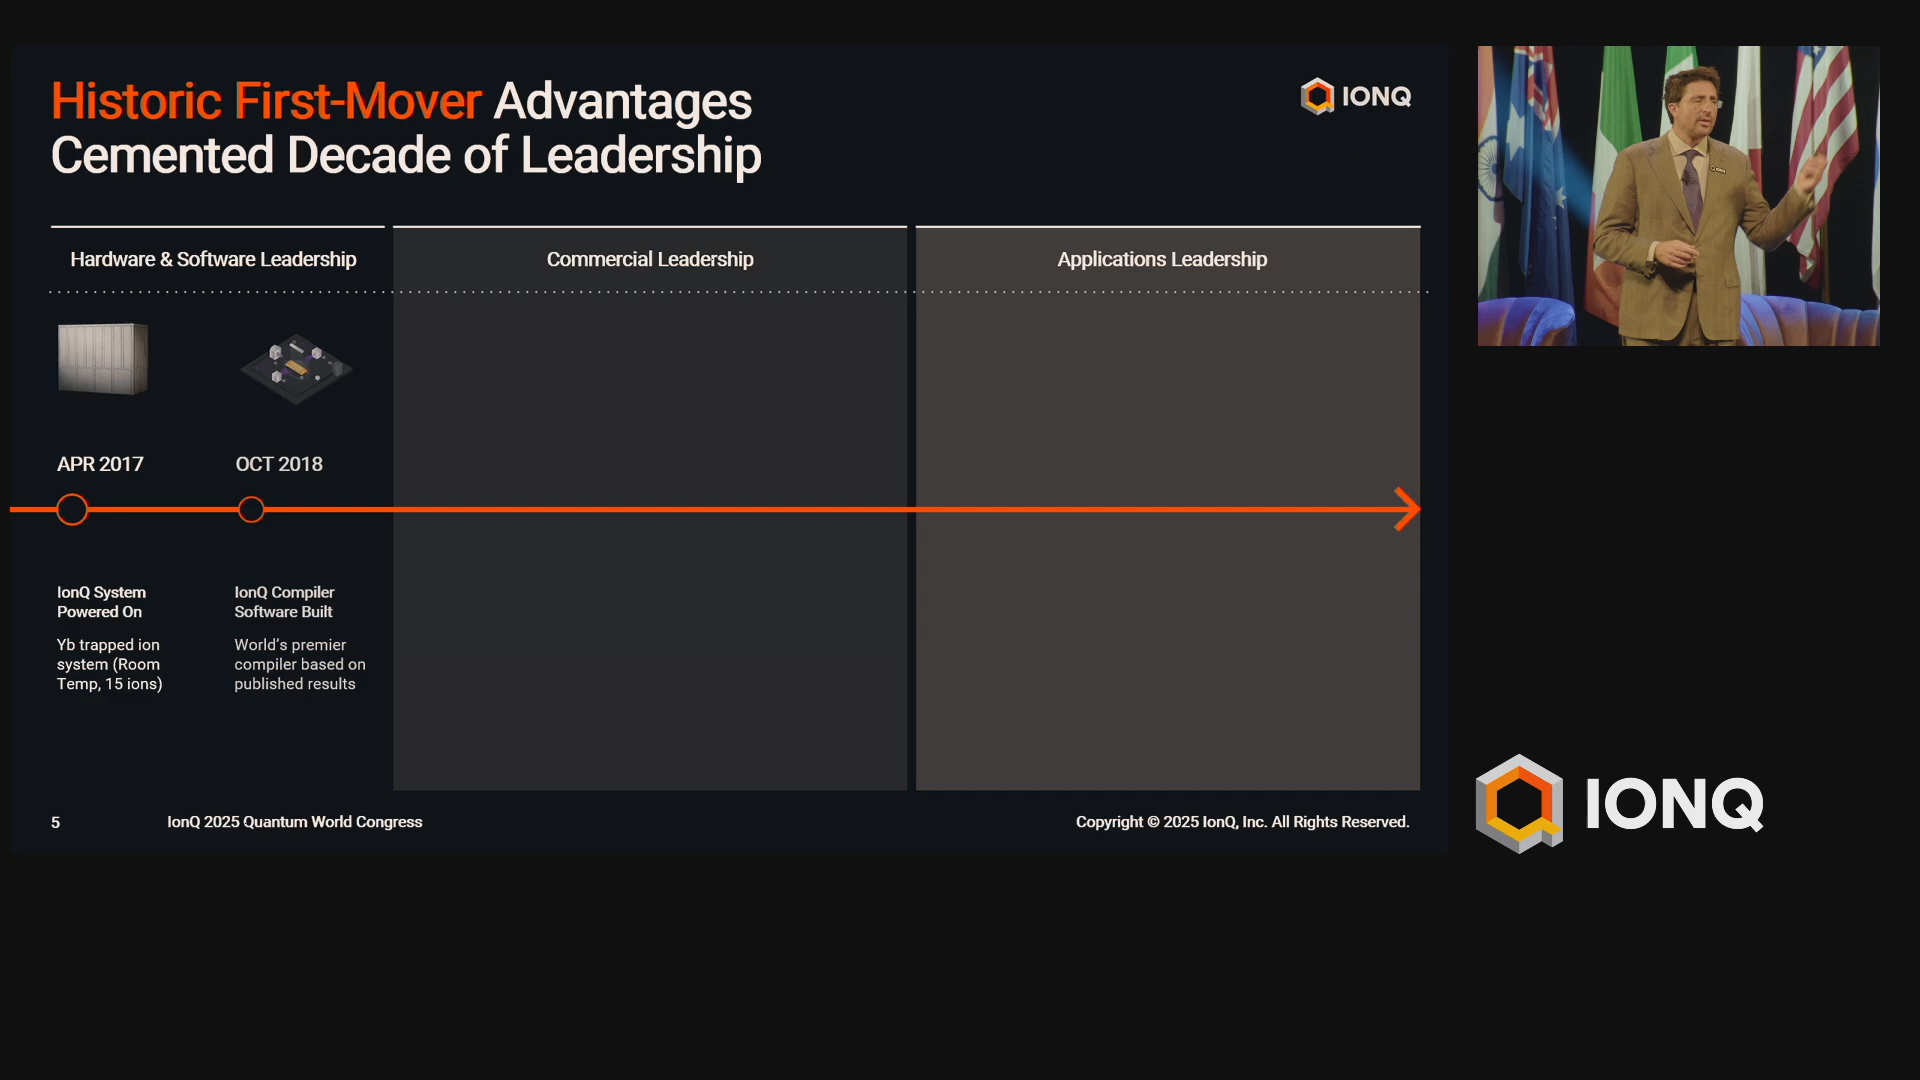 Historic First-Mover Advantages
Cemented Decade of Leadership
IONQ
Hardware & Software Leadership
Commercial Leadership
Applications Leadership
APR 2017
OCT 2018
IonQ System
Powered On
Yb trapped ion
system (Room
Temp, 15 ions)
IonQ Compiler
Software Built
World's premier
compiler based on
published results
5
IonQ 2025 Quantum World Congress
Copyright © 2025 IonQ, Inc. All Rights Reserved.
IONQ
IONQ